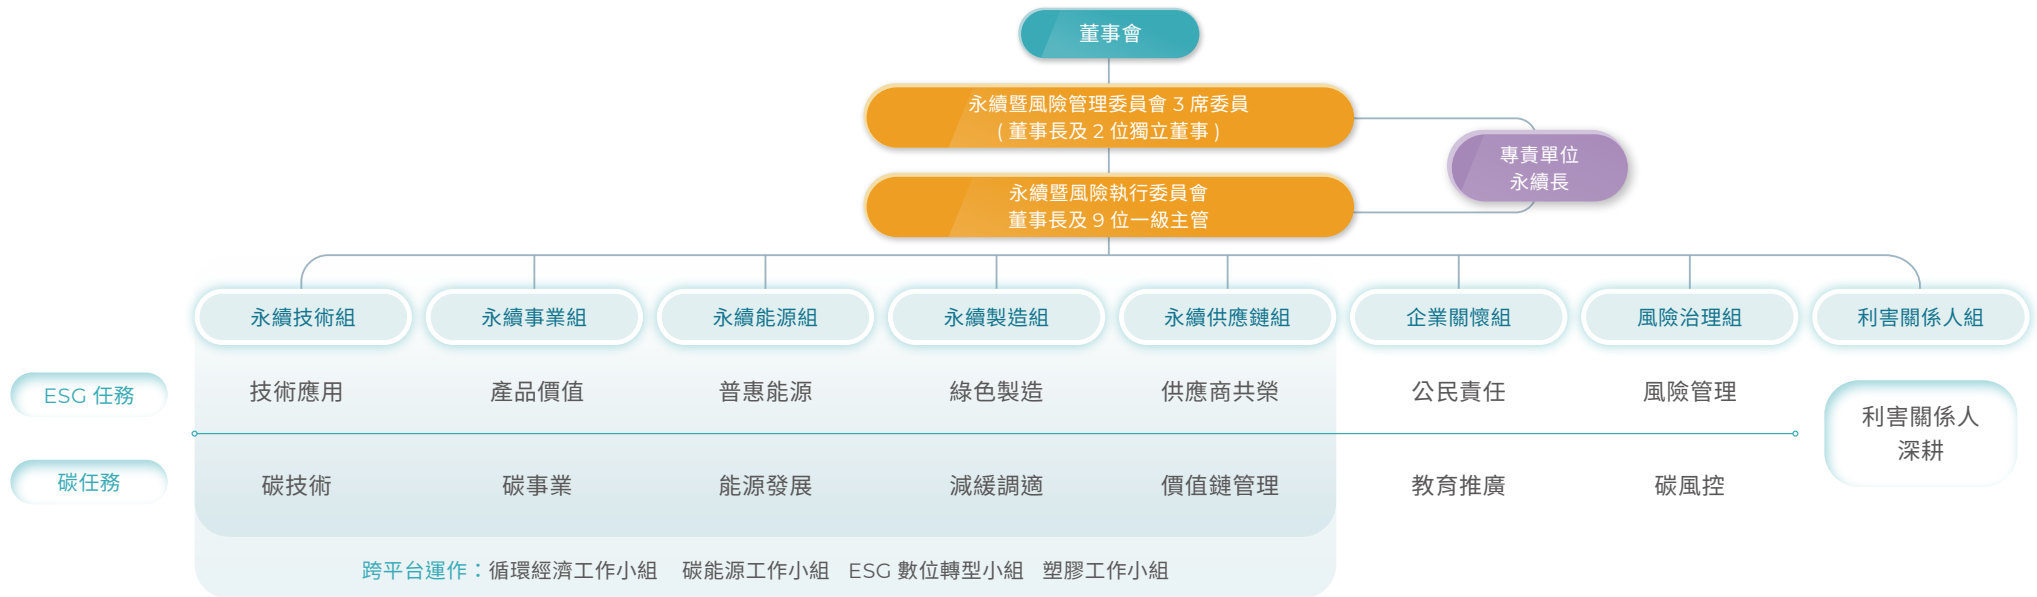 董事會
永續暨風險管理委員會 3 席委員
( 董事長及 2 位獨立董事 )
專責單位
永續長
永續暨風險執行委員會
董事長及 9 位一級主管
永續技術組
永續事業組
永續能源組
永續製造組
永續供應鏈組
企業關懷組
風險治理組
利害關係人組
ESG 任務
技術應用
產品價值
普惠能源
綠色製造
供應商共榮
公民責任
風險管理
利害關係人
深耕
碳任務
碳技術
碳事業
能源發展
減緩調適
價值鏈管理
教育推廣
碳風控
跨平台運作：循環經濟工作小組 碳能源工作小組 ESG 數位轉型小組 塑膠工作小組